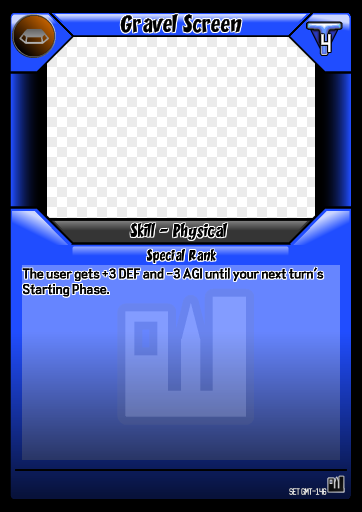 Gravel Screen
4
Skill - Physical
Special Rank
The user gets +3 DEF and -3 AGI until your next turn's
Starting Phase.
SET GMT-146